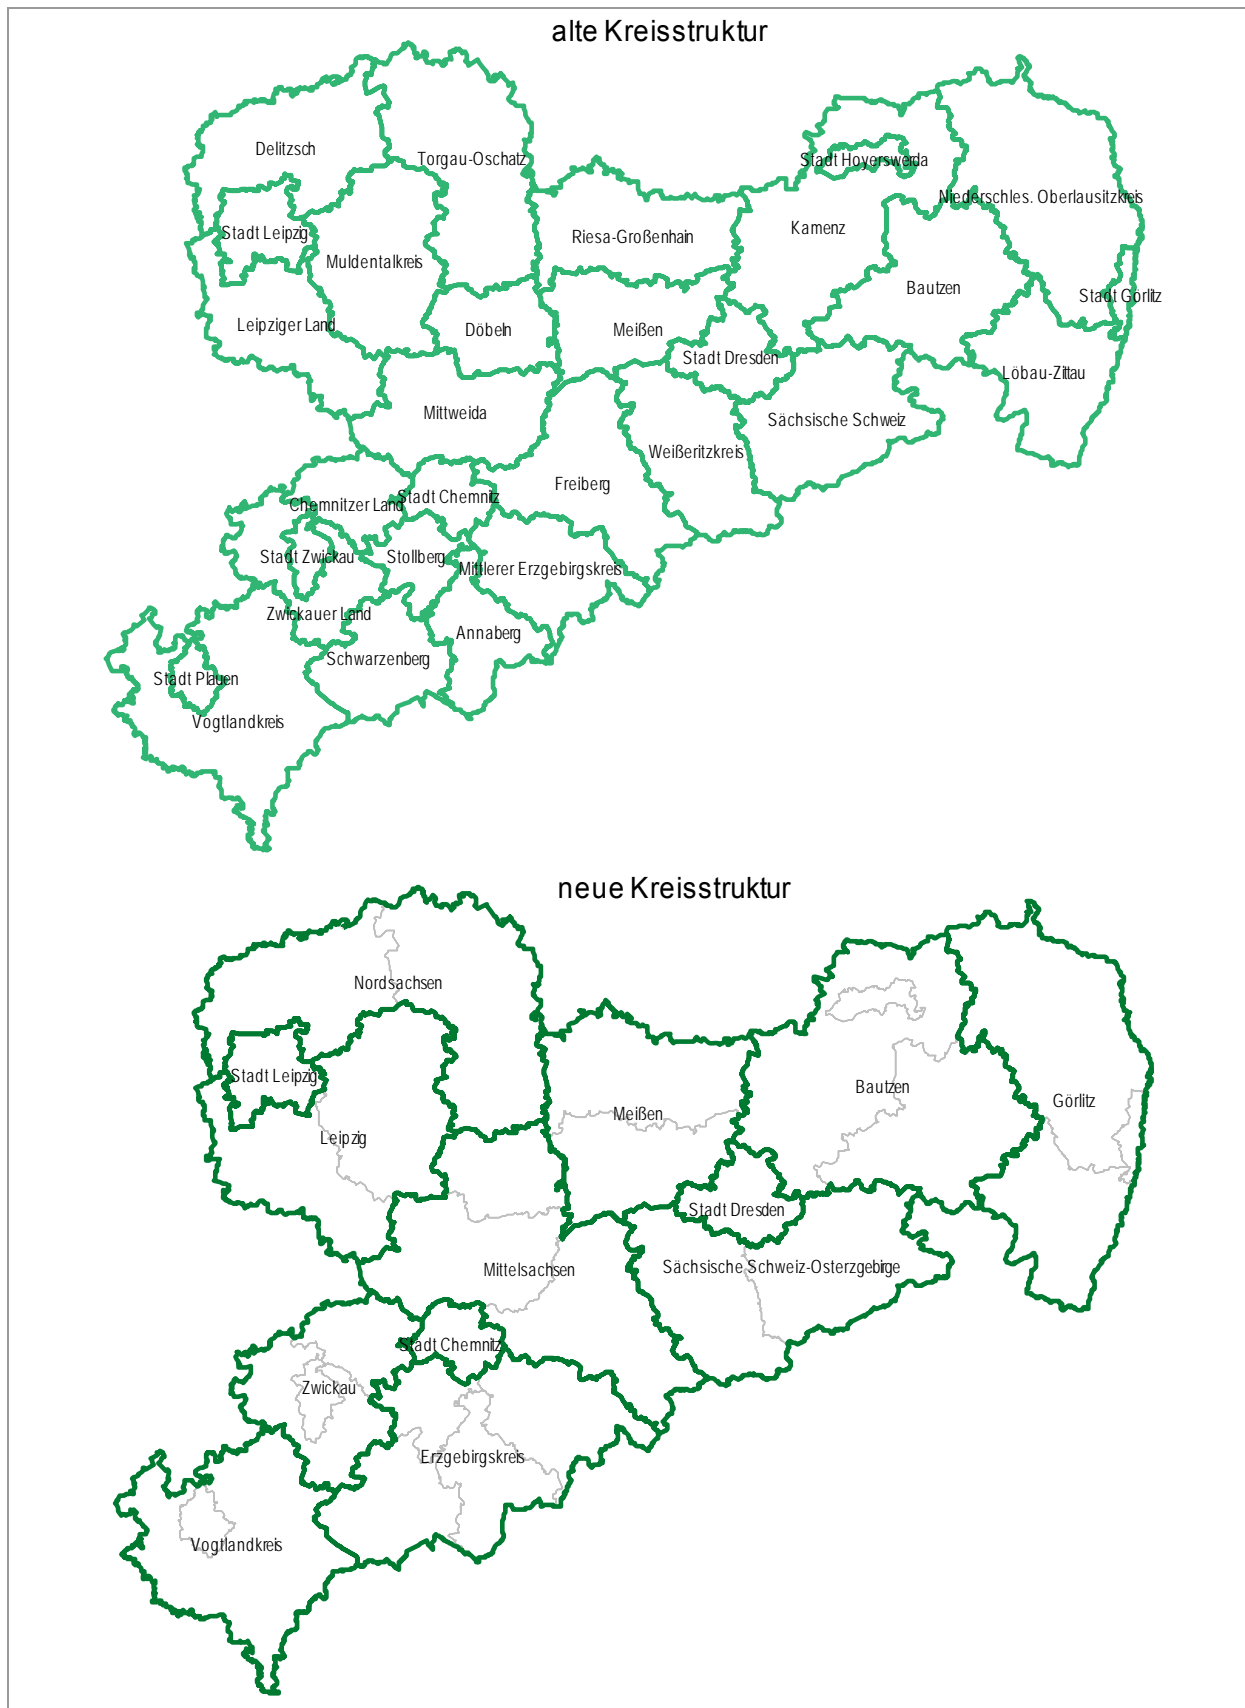 alte Kreisstruktur
Delitzsch
Torgau-Oschatz
Stadt Hoyerswerda
Niederschles. Oberlausitzkreis
Stadt Leipzig
Riesa-Großenhain
Kamenz
Muldentalkreis
Bautzen
Stadt Görlitz
Leipziger Land
Döbeln
Meißen
Stadt Dresden
Löbau-Zittau
Mittweida
Sächsische Schweiz
Weißeritzkreis
Freiberg
Chemnitzer Land
Stadt Chemnitz
Stadt Zwickau
Stollberg
Mittlerer Erzgebirgskreis
Zwickauer Land
Annaberg
Schwarzenberg
Stadt Plauen
Vogtlandkreis
neue Kreisstruktur
Nordsachsen
Stadt Leipzig
Bautzen
Görlitz
Meißen
Leipzig
Stadt Dresden
Mittelsachsen
Sächsische Schweiz-Osterzgebirge
Stadt Chemnitz
Zwickau
Erzgebirgskreis
Vogtlandkreis